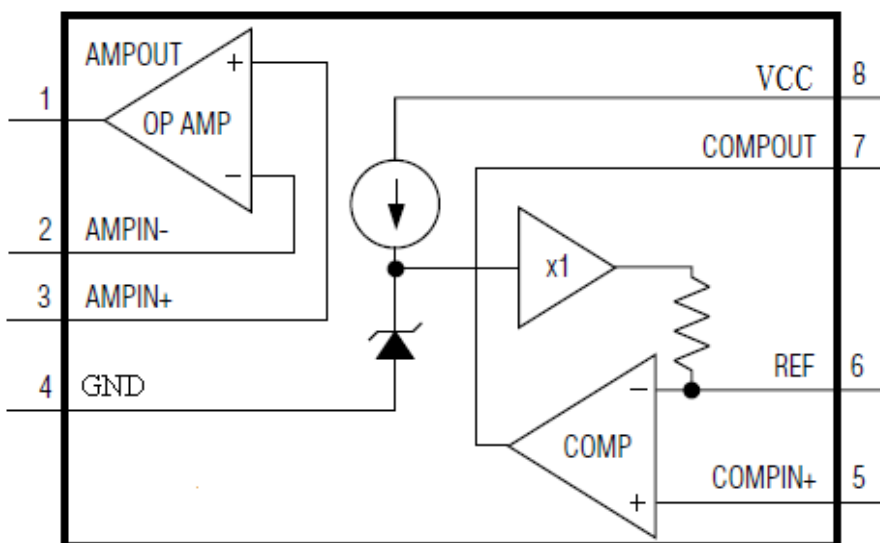 AMPOUT
1
+
OP AMP
−
2
AMPIN-
3
AMPIN+
4
GND
VCC
8
COMPOUT
7
x1
REF
6
−
COMP
+
COMPIN+
5